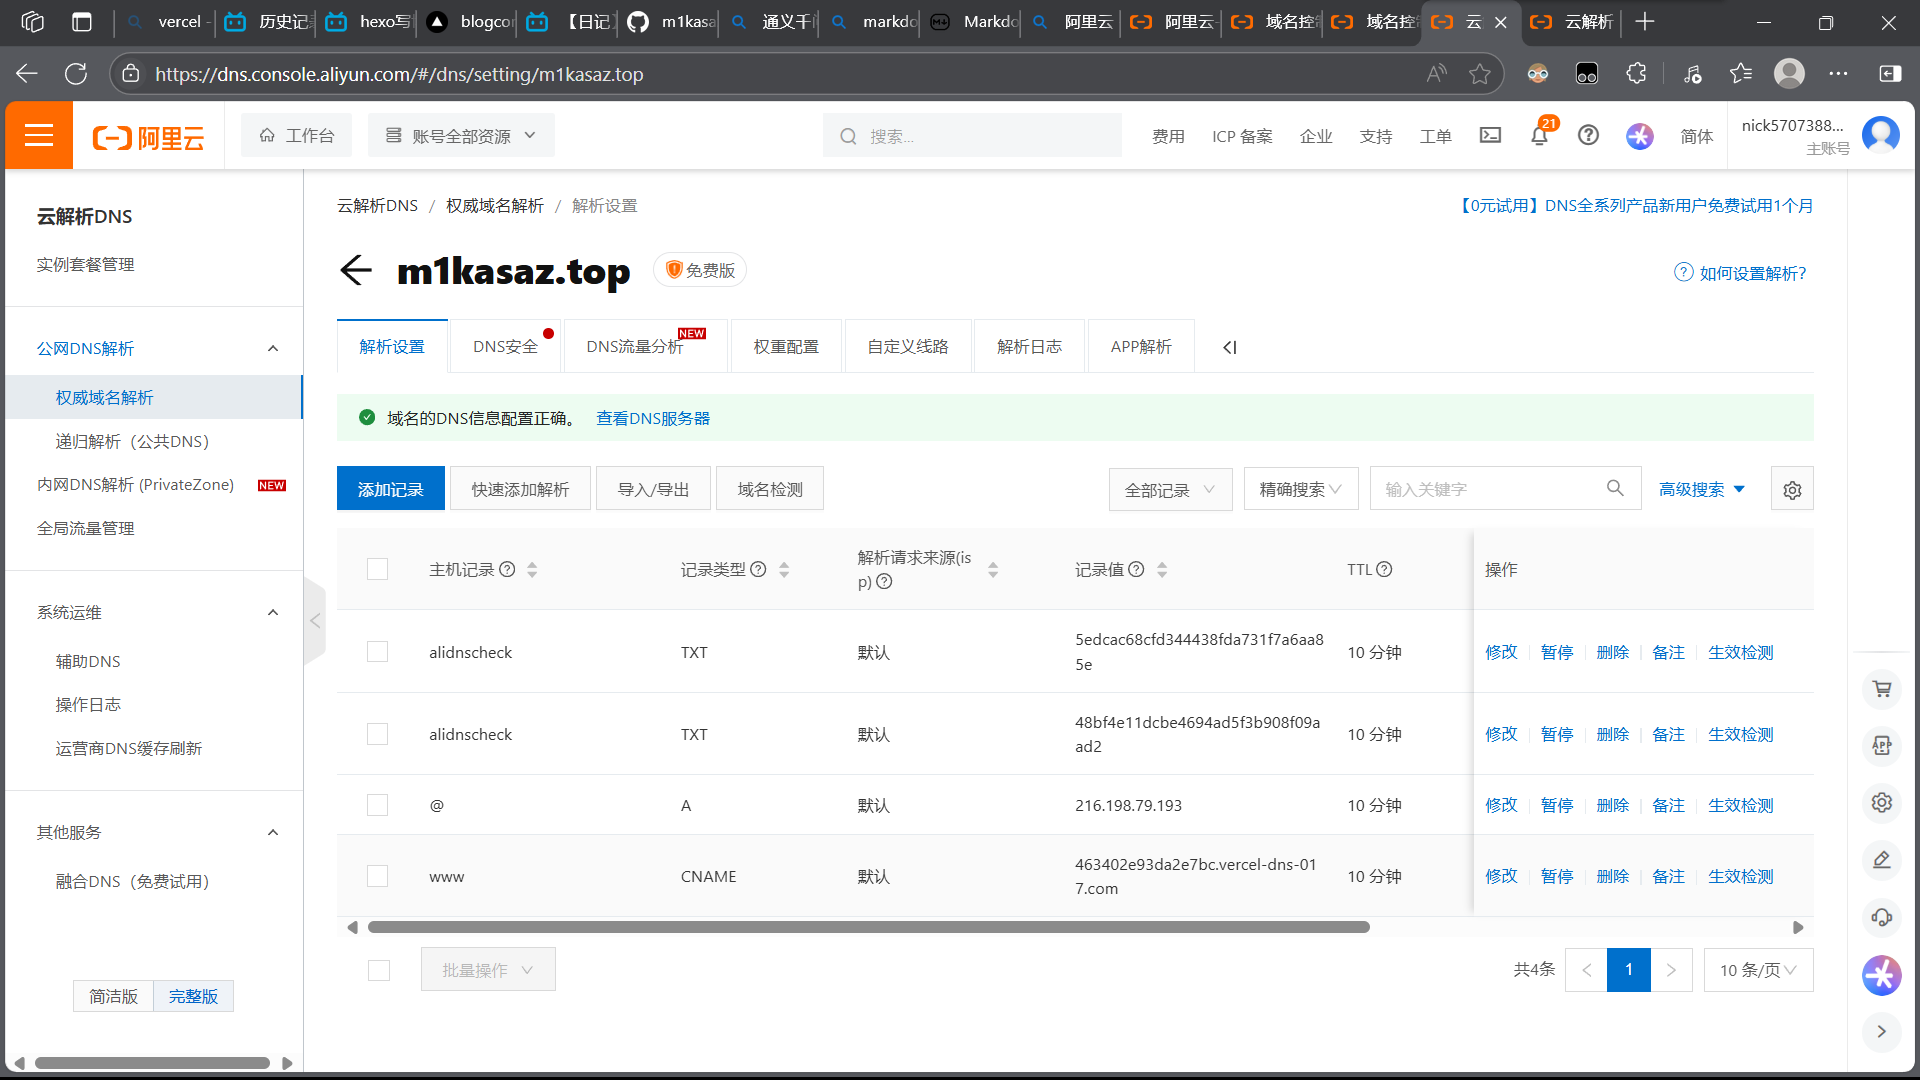 vercel -
历史记录
hexo写
blogcor
【日记】
m1kasa
通义千问
markdo
Markdo
阿里云
阿里云-
域名控制
域名控制
云
云解析
https://dns.console.aliyun.com/#/dns/setting/m1kasaz.top
阿里云
工作台
账号全部资源
搜索...
费用
ICP 备案
企业
支持
工单
21
简体
nick5707388...
主账号
云解析DNS
实例套餐管理
公网DNS解析
权威域名解析
递归解析（公共DNS）
内网DNS解析 (PrivateZone)
NEW
全局流量管理
系统运维
辅助DNS
操作日志
运营商DNS缓存刷新
其他服务
融合DNS（免费试用）
简洁版
完整版
云解析DNS / 权威域名解析 / 解析设置
【0元试用】DNS全系列产品新用户免费试用1个月
m1kasaz.top
免费版
如何设置解析?
解析设置
DNS安全
DNS流量分析
NEW
权重配置
自定义线路
解析日志
APP解析
域名的DNS信息配置正确。 查看DNS服务器
添加记录
快速添加解析
导入/导出
域名检测
全部记录
精确搜索
输入关键字
高级搜索
主机记录
记录类型
解析请求来源(is
p)
记录值
TTL
操作
alidnscheck
TXT
默认
5edcac68cfd344438fda731f7a6aa8
5e
10 分钟
修改 暂停 删除 备注 生效检测
alidnscheck
TXT
默认
48bf4e11dcbe4694ad5f3b908f09a
ad2
10 分钟
修改 暂停 删除 备注 生效检测
@
A
默认
216.198.79.193
10 分钟
修改 暂停 删除 备注 生效检测
www
CNAME
默认
463402e93da2e7bc.vercel-dns-01
7.com
10 分钟
修改 暂停 删除 备注 生效检测
批量操作
共4条
1
10 条/页
APP